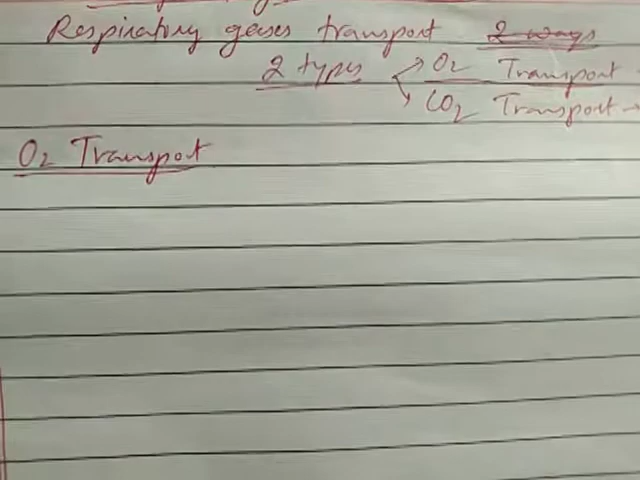 Respiratory gases transport 2 ways
2 types O2 Transport
CO2 Transport
O2 Transport